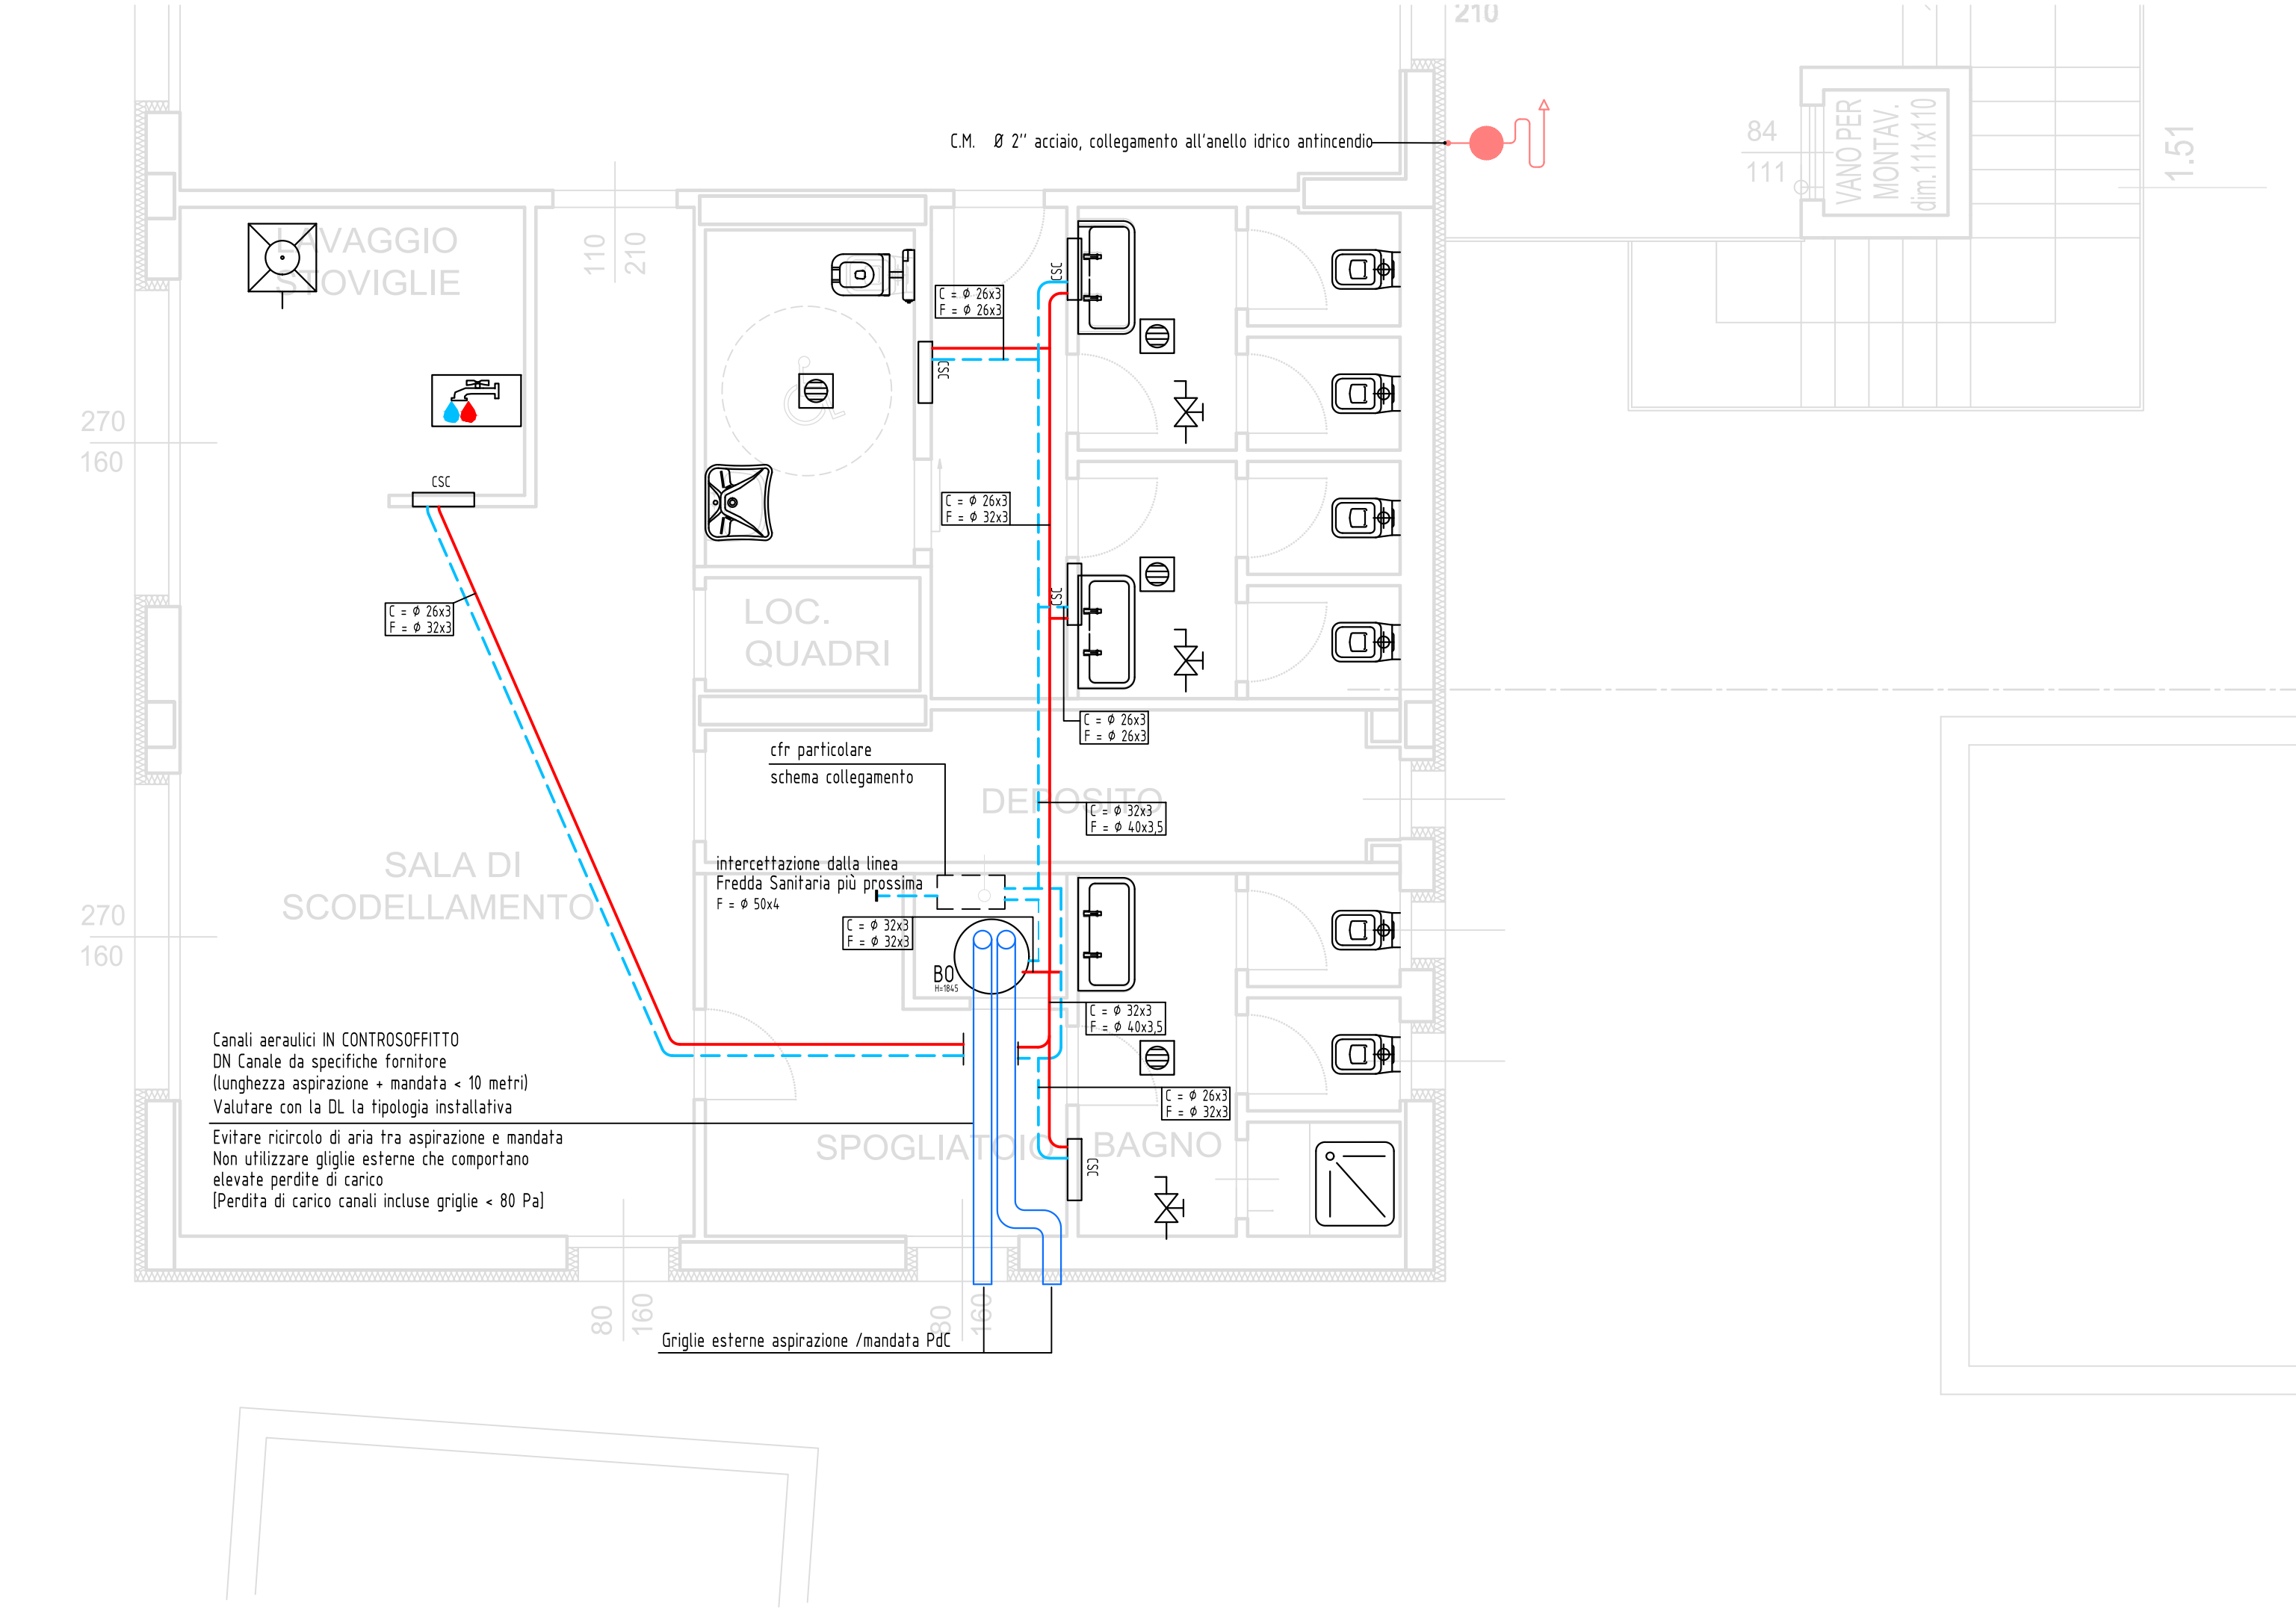 210
C.M. Ø 2'' acciaio, collegamento all'anello idrico antincendio
84
111
VANO PER
MONTAV.
dim.111x110
1.51
LAVAGGIO
STOVIGLIE
110
210
CSC
C = ϕ 26x3
F = ϕ 26x3
CSC
270
160
CSC
C = ϕ 26x3
F = ϕ 32x3
C = ϕ 26x3
F = ϕ 32x3
CSC
LOC.
QUADRI
C = ϕ 26x3
F = ϕ 26x3
cfr particolare
schema collegamento
DEPOSITO
C = ϕ 32x3
F = ϕ 40x3,5
SALA DI
SCODELLAMENTO
intercettazione dalla linea
Fredda Sanitaria più prossima
F = ϕ 50x4
270
160
C = ϕ 32x3
F = ϕ 32x3
BO
H=1845
C = ϕ 32x3
F = ϕ 40x3,5
Canali aeraulici IN CONTROSOFFITTO
DN Canale da specifiche fornitore
(lunghezza aspirazione + mandata < 10 metri)
Valutare con la DL la tipologia installativa
Evitare ricircolo di aria tra aspirazione e mandata
Non utilizzare gliglie esterne che comportano
elevate perdite di carico
[Perdita di carico canali incluse griglie < 80 Pa]
C = ϕ 26x3
F = ϕ 32x3
SPOGLIATOIO
BAGNO
CSC
80
160
80
160
Griglie esterne aspirazione /mandata PdC